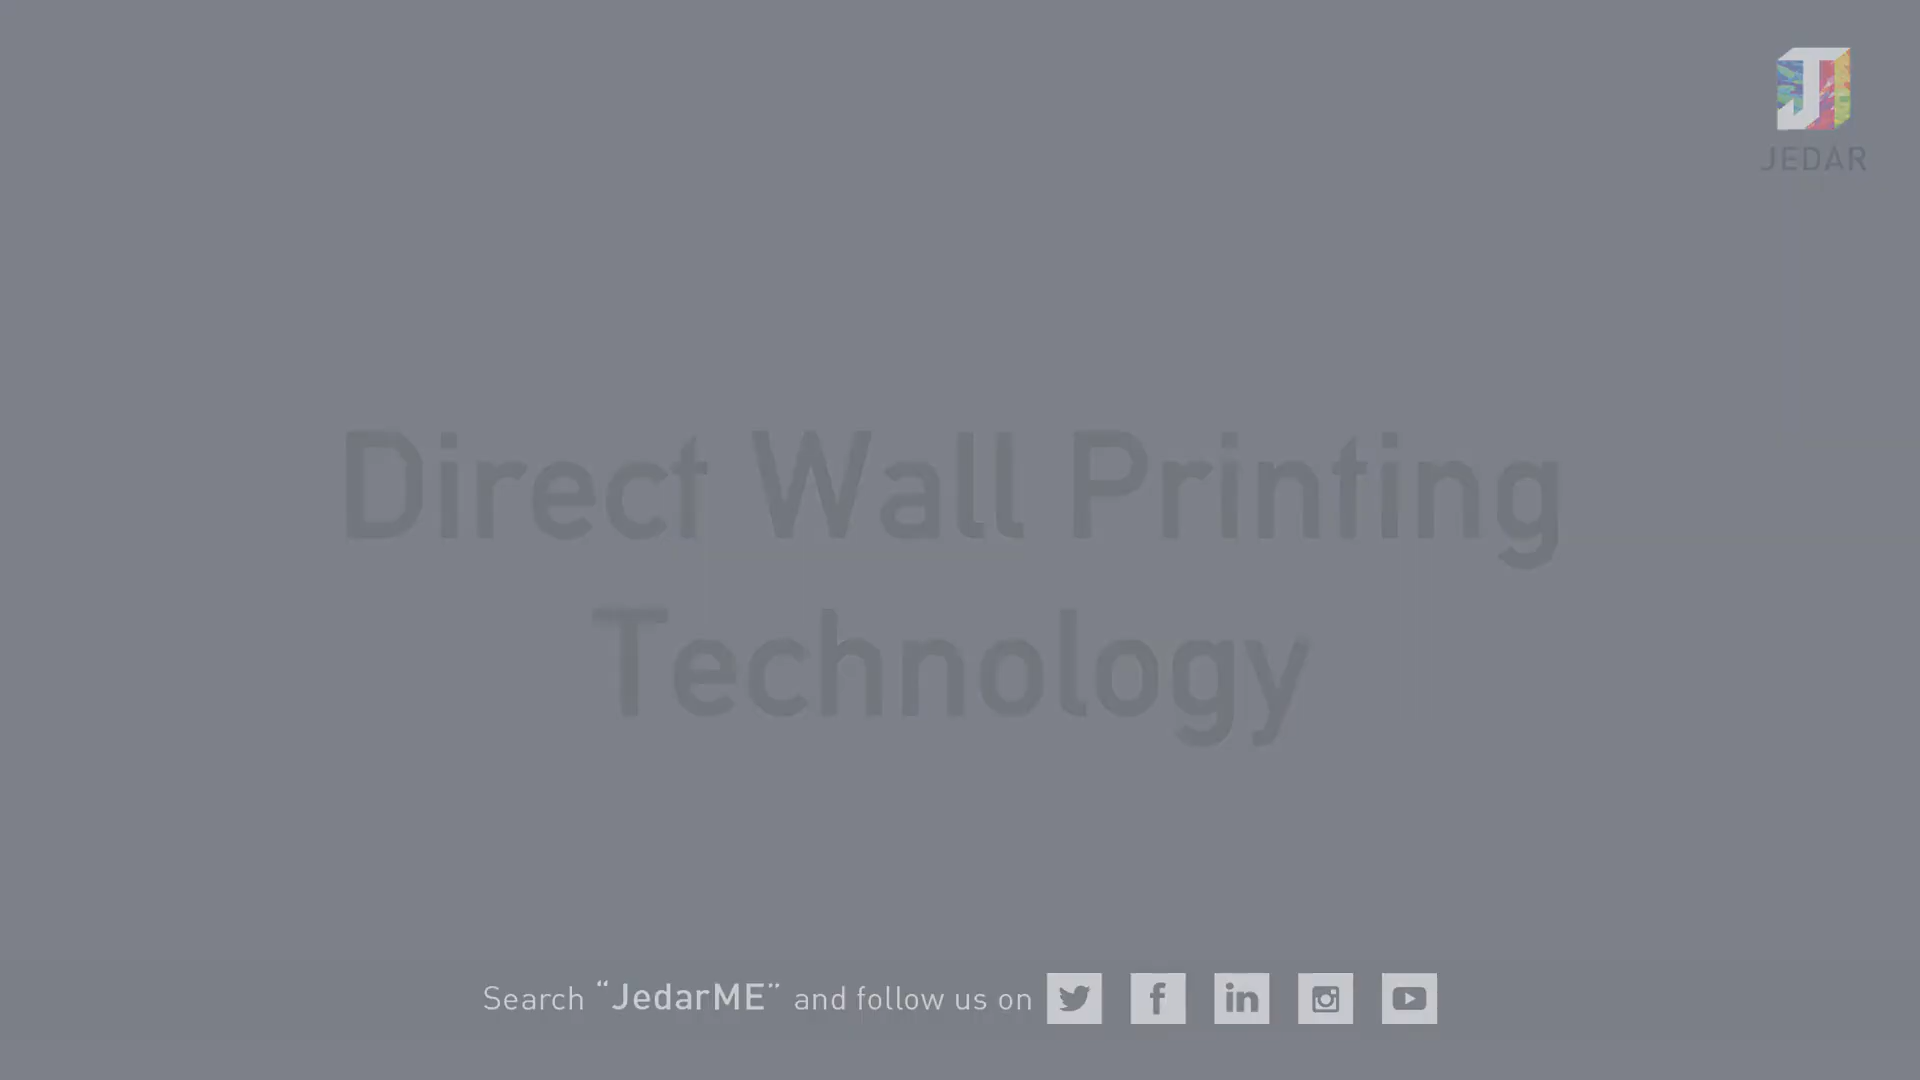 JEDAR
Direct Wall Printing
Technology
Search “JedarME” and follow us on